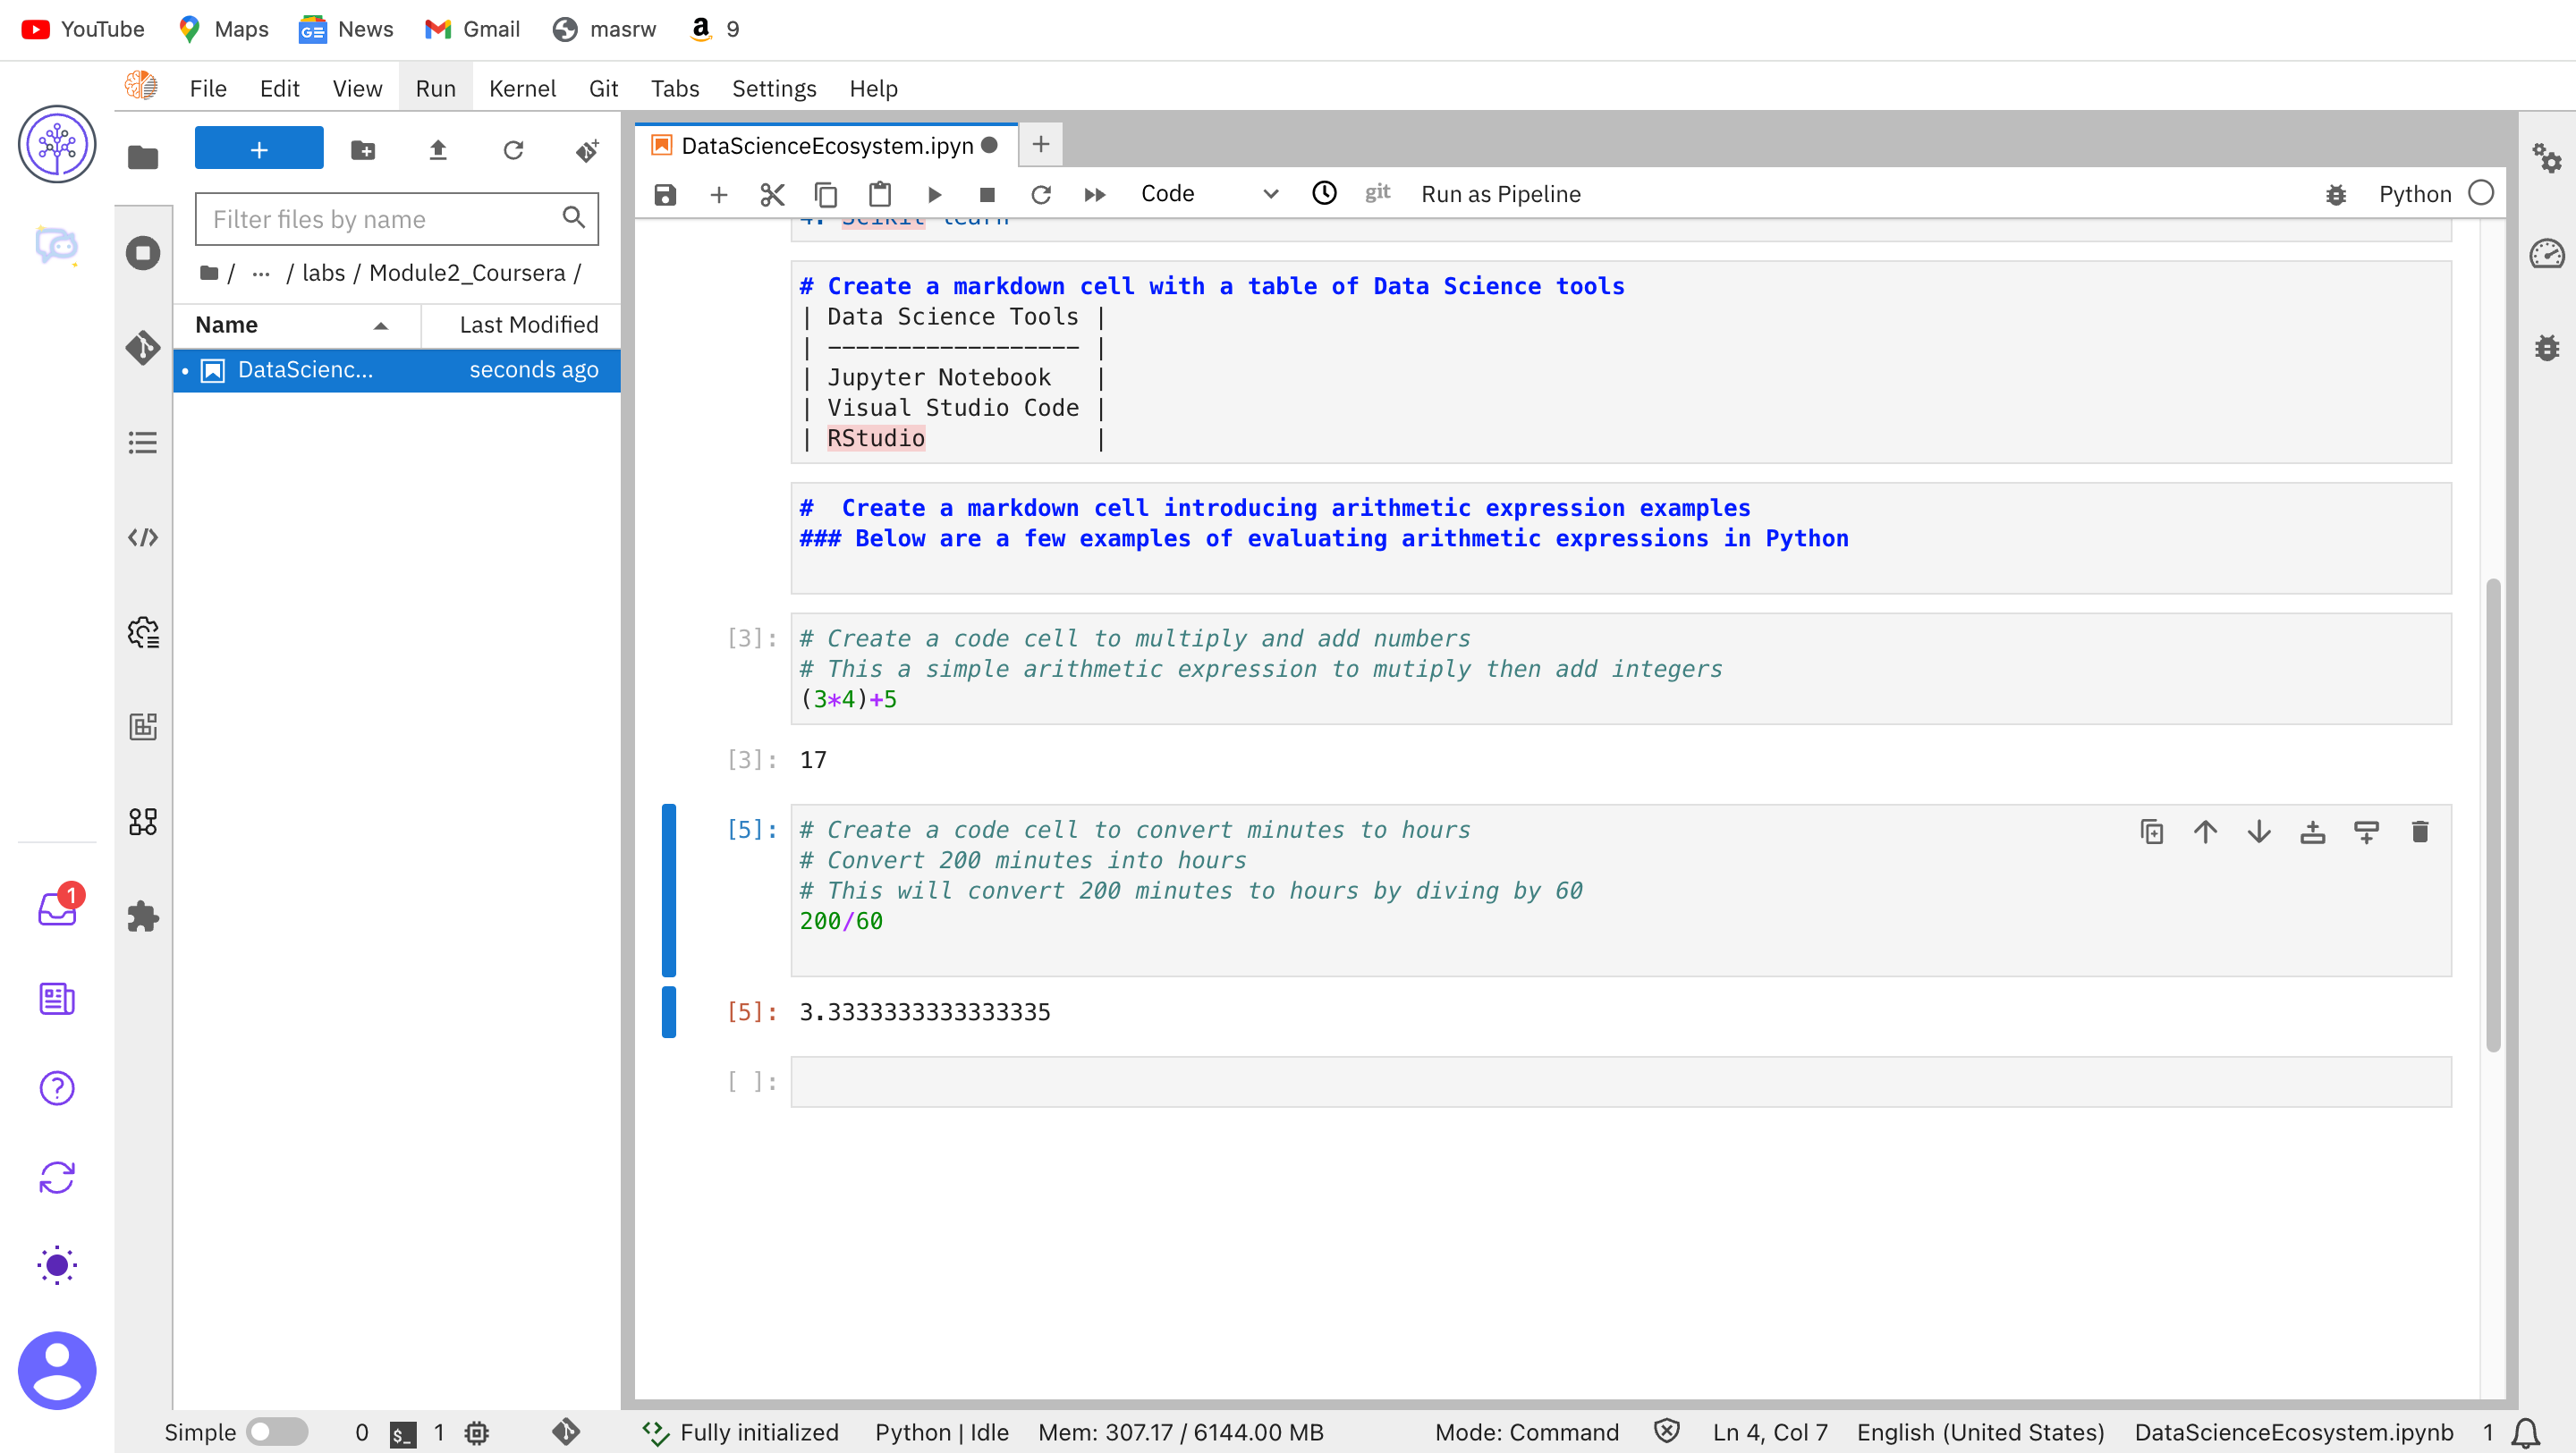 YouTube Maps News Gmail masrw 9
File Edit View Run Kernel Git Tabs Settings Help
+
Filter files by name
/ ... / labs / Module2_Coursera /
Name Last Modified
DataScienc... seconds ago
DataScienceEcosystem.ipyn
Code git Run as Pipeline Python
4. Scikit learn
# Create a markdown cell with a table of Data Science tools
| Data Science Tools |
| ------------------ |
| Jupyter Notebook |
| Visual Studio Code |
| RStudio |
#  Create a markdown cell introducing arithmetic expression examples
### Below are a few examples of evaluating arithmetic expressions in Python
[3]: # Create a code cell to multiply and add numbers
# This a simple arithmetic expression to mutiply then add integers
(3*4)+5
[3]: 17
[5]: # Create a code cell to convert minutes to hours
# Convert 200 minutes into hours
# This will convert 200 minutes to hours by diving by 60
200/60
[5]: 3.3333333333333335
[ ]:
1
Simple 0 $_ 1 Fully initialized Python | Idle Mem: 307.17 / 6144.00 MB Mode: Command Ln 4, Col 7 English (United States) DataScienceEcosystem.ipynb 1